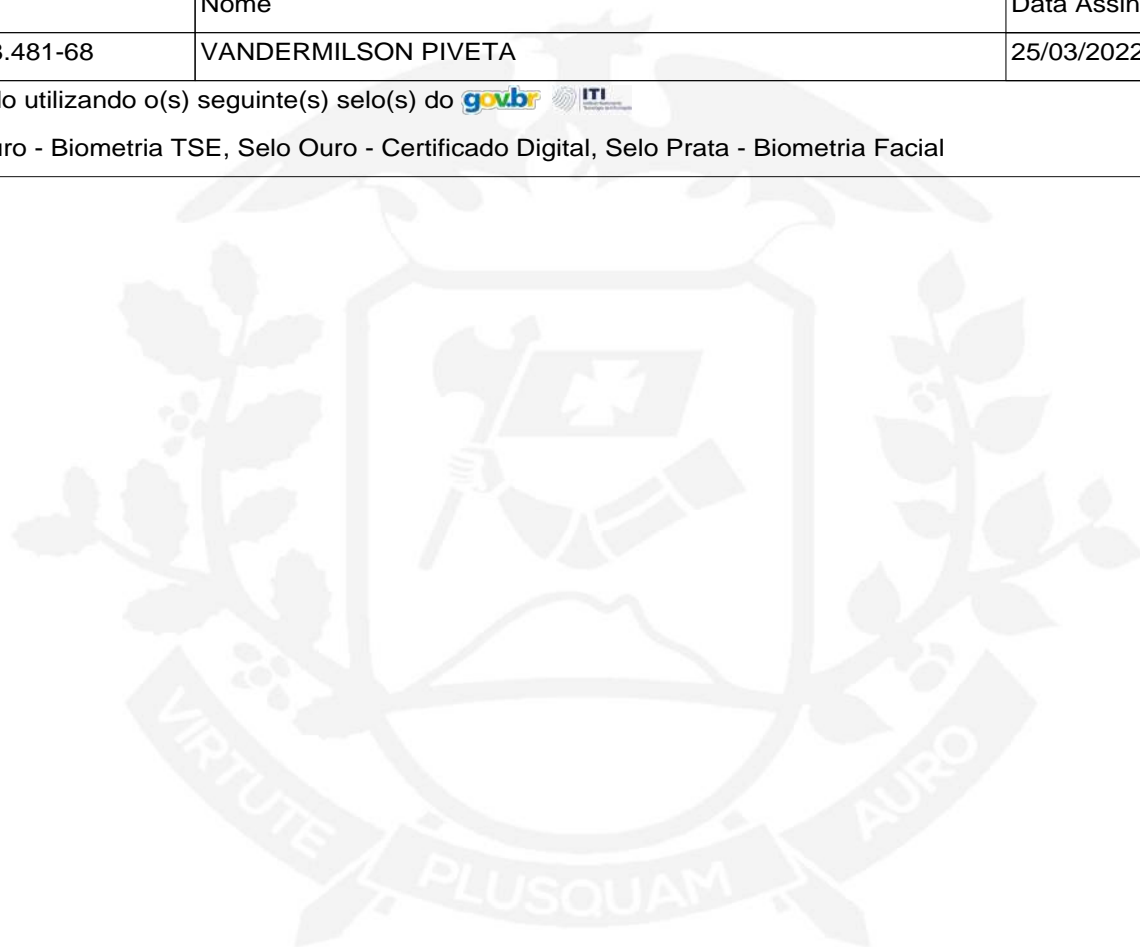 Nome Data Assin
.481-68 VANDERMILSON PIVETA 25/03/2022
do utilizando o(s) seguinte(s) selo(s) do gov.br ITI
uro - Biometria TSE, Selo Ouro - Certificado Digital, Selo Prata - Biometria Facial
VIRTUTE PLUSQUAM AURO